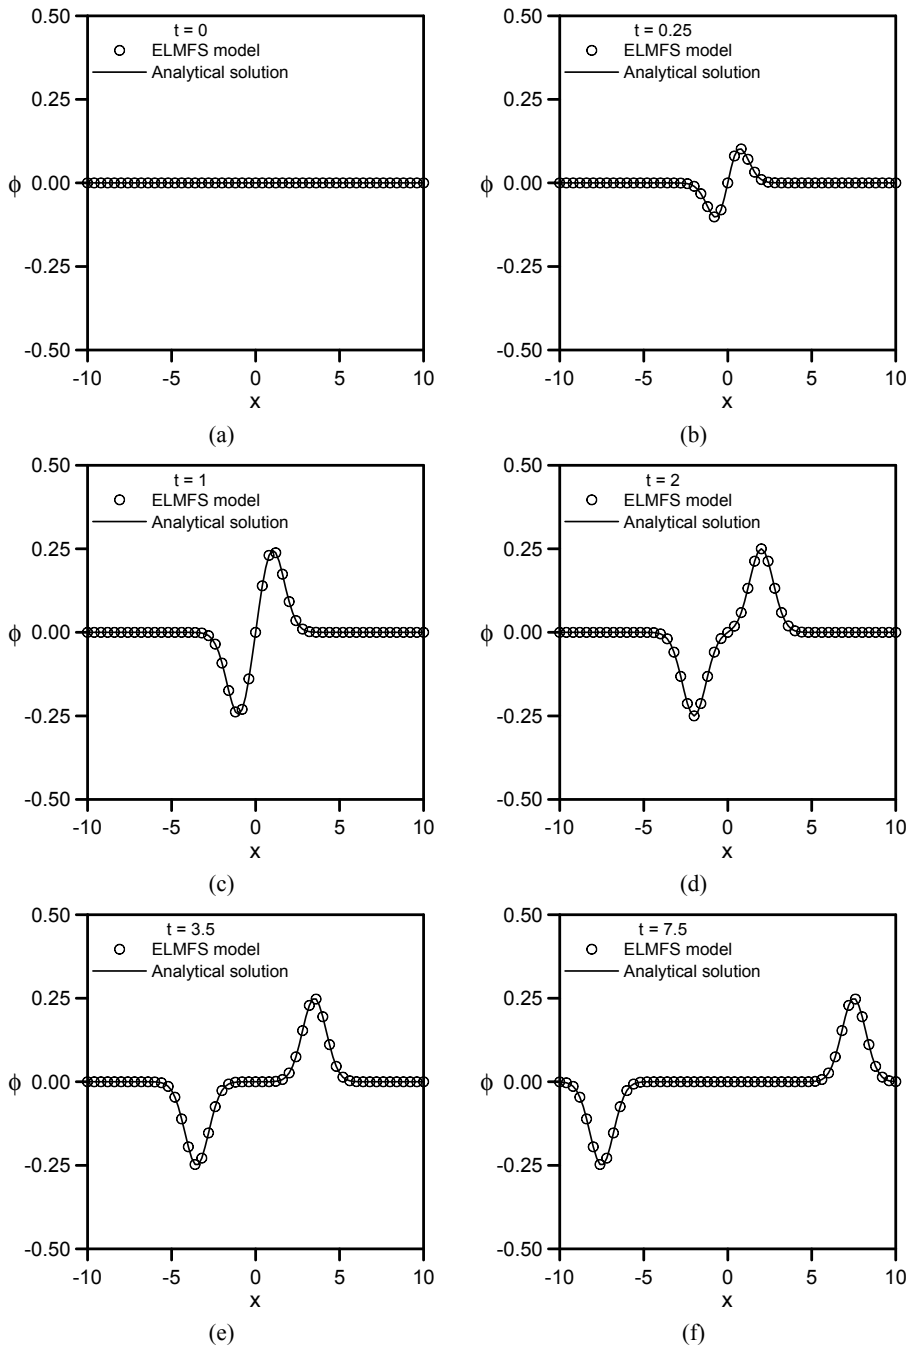 t = 0
ELMFS model
Analytical solution
0.50
0.25
0.00
-0.25
-0.50
ϕ
-10 -5 0 5 10
x
(a)
t = 0.25
ELMFS model
Analytical solution
0.50
0.25
0.00
-0.25
-0.50
ϕ
-10 -5 0 5 10
x
(b)
t = 1
ELMFS model
Analytical solution
0.50
0.25
0.00
-0.25
-0.50
ϕ
-10 -5 0 5 10
x
(c)
t = 2
ELMFS model
Analytical solution
0.50
0.25
0.00
-0.25
-0.50
ϕ
-10 -5 0 5 10
x
(d)
t = 3.5
ELMFS model
Analytical solution
0.50
0.25
0.00
-0.25
-0.50
ϕ
-10 -5 0 5 10
x
(e)
t = 7.5
ELMFS model
Analytical solution
0.50
0.25
0.00
-0.25
-0.50
ϕ
-10 -5 0 5 10
x
(f)